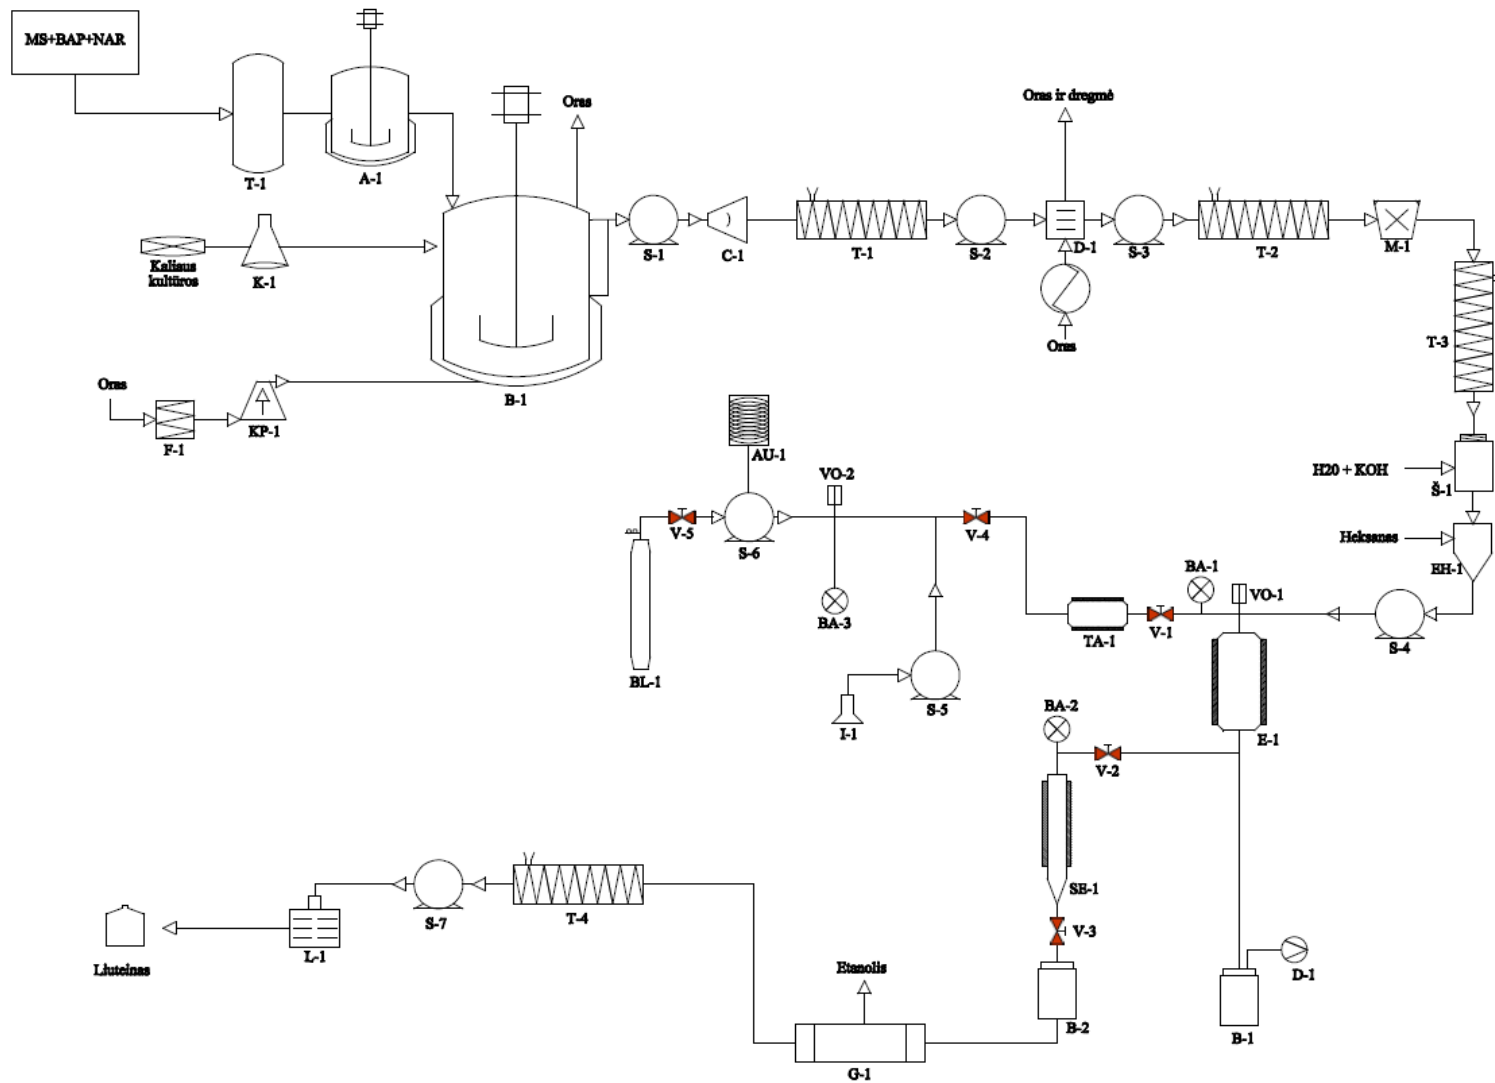 MS+BAP+NAR
T-1
A-1
Oras
Oras ir dregmė
Kaliaus
kultūros
K-1
S-1
C-1
T-1
S-2
D-1
S-3
T-2
M-1
Oras
T-3
Oras
F-1
KP-1
B-1
AU-1
VO-2
H20 + KOH
Š-1
V-5
S-6
V-4
Heksanas
EH-1
BA-1
VO-1
BA-3
TA-1
V-1
S-4
BL-1
I-1
S-5
BA-2
E-1
V-2
SE-1
S-7
T-4
V-3
L-1
Liuteinas
Etanolis
D-1
B-2
B-1
G-1